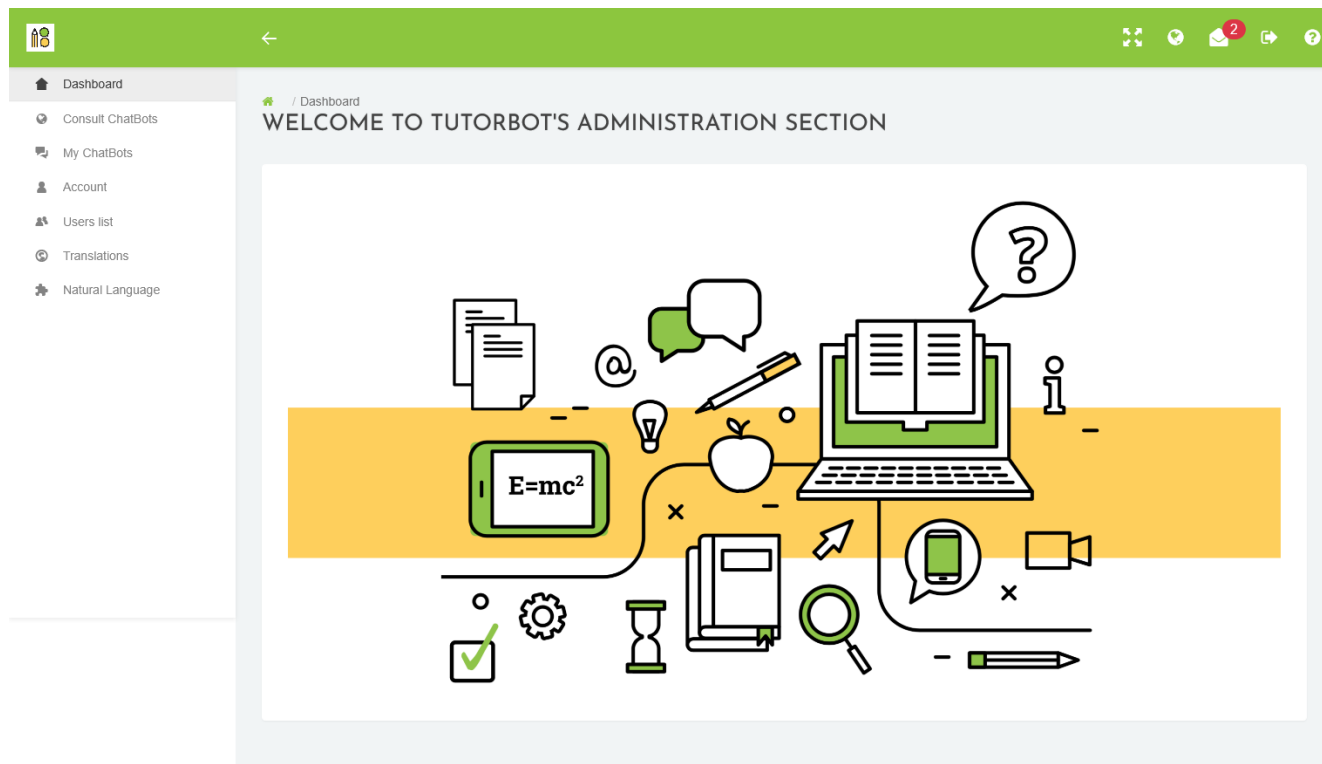 2
Dashboard
Consult ChatBots
My ChatBots
Account
Users list
Translations
Natural Language
/ Dashboard
WELCOME TO TUTORBOT'S ADMINISTRATION SECTION
?
@
i
E=mc²